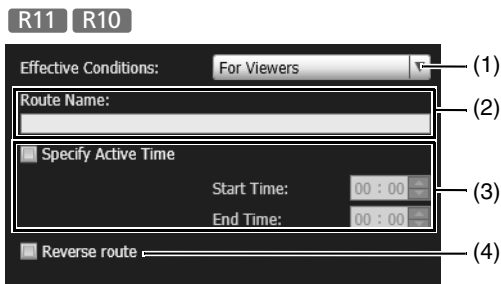 R11 R10
Effective Conditions: For Viewers (1)
Route Name: (2)
Specify Active Time
Start Time: 00 : 00 (3)
End Time: 00 : 00
Reverse route (4)